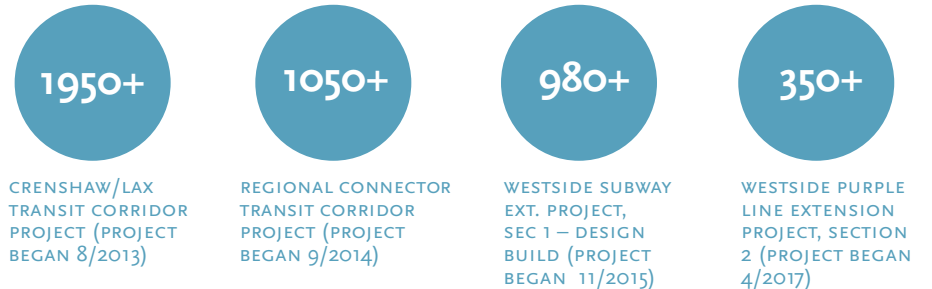 1950+
CRENSHAW/LAX
TRANSIT CORRIDOR
PROJECT (PROJECT
BEGAN 8/2013)
1050+
REGIONAL CONNECTOR
TRANSIT CORRIDOR
PROJECT (PROJECT
BEGAN 9/2014)
980+
WESTSIDE SUBWAY
EXT. PROJECT,
SEC 1 – DESIGN
BUILD (PROJECT
BEGAN 11/2015)
350+
WESTSIDE PURPLE
LINE EXTENSION
PROJECT, SECTION
2 (PROJECT BEGAN
4/2017)